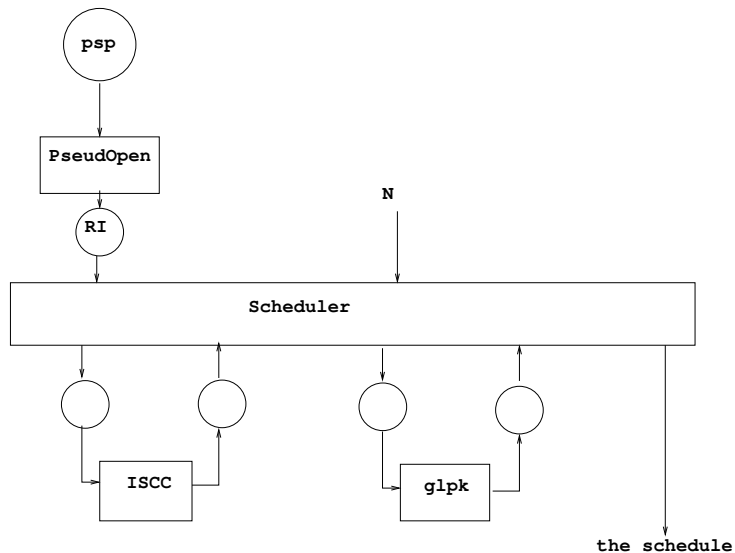 psp
PseudOpen
N
RI
Scheduler
ISCC
glpk
the schedule